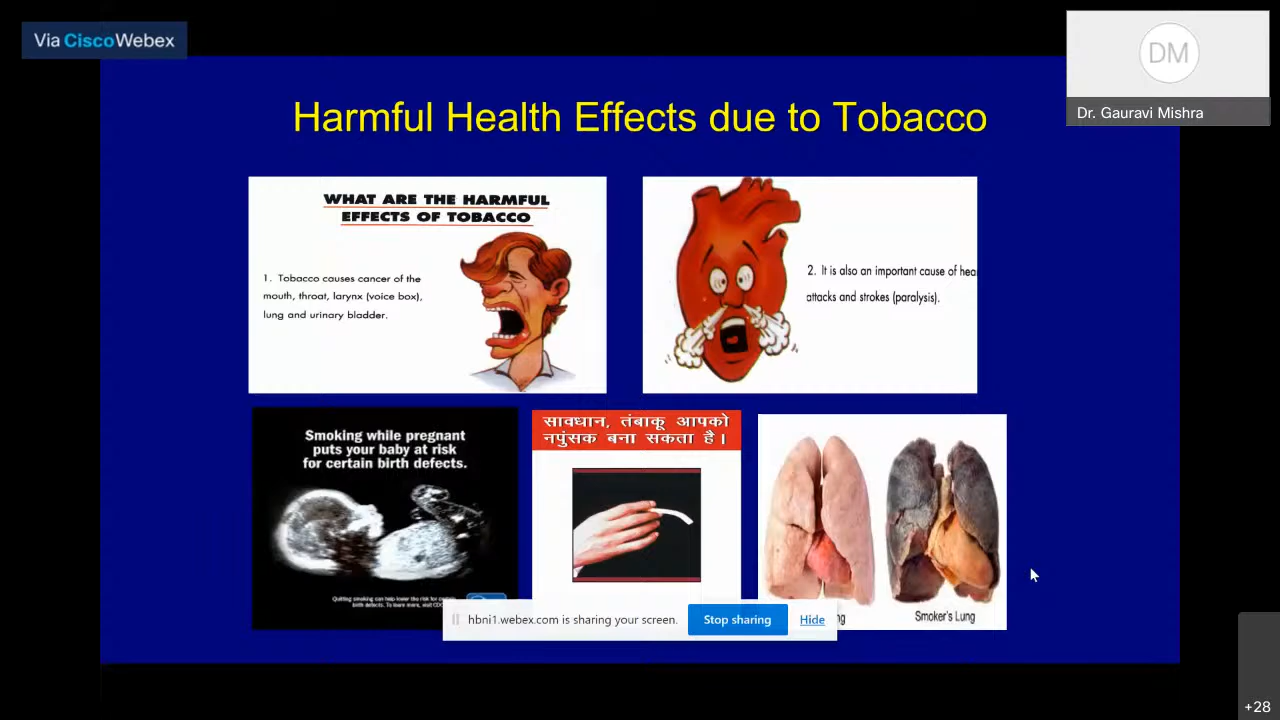 Via Cisco Webex
DM
Dr. Gauravi Mishra
Harmful Health Effects due to Tobacco
WHAT ARE THE HARMFUL
EFFECTS OF TOBACCO
1. Tobacco causes cancer of the
mouth, throat, larynx (voice box),
lung and urinary bladder.
2. It is also an important cause of hea
attacks and strokes (paralysis).
Smoking while pregnant
puts your baby at risk
for certain birth defects.
Quitting smoking can help lower the risk for certain
birth defects. To learn more, visit CDC
सावधान, तंबाकू आपको
नपुंसक बना सकता है।
ng
Smoker's Lung
hbni1.webex.com is sharing your screen.
Stop sharing
Hide
+28